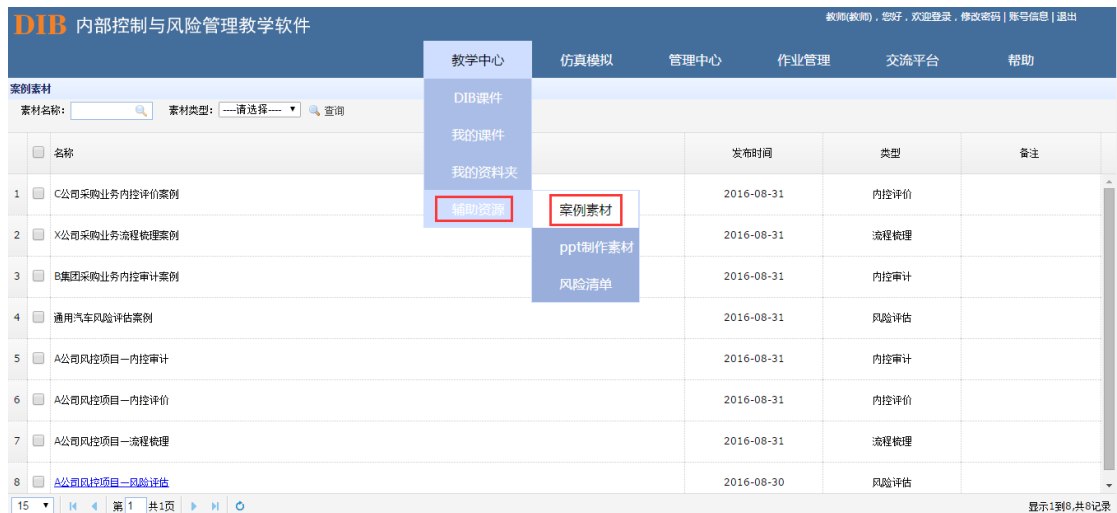 DIB 内部控制与风险管理教学软件
教师(教师)，您好，欢迎登录，修改密码 | 账号信息 | 退出
教学中心 仿真模拟 管理中心 作业管理 交流平台 帮助
DIB课件
我的课件
我的资料夹
辅助资源 案例素材
ppt制作素材
风险清单
案例素材
素材名称： 素材类型： ----请选择---- 查询
名称 发布时间 类型 备注
1 C公司采购业务内控评价案例 2016-08-31 内控评价
2 X公司采购业务流程梳理案例 2016-08-31 流程梳理
3 B集团采购业务内控审计案例 2016-08-31 内控审计
4 通用汽车风险评估案例 2016-08-31 风险评估
5 A公司风控项目—内控审计 2016-08-31 内控审计
6 A公司风控项目—内控评价 2016-08-31 内控评价
7 A公司风控项目—流程梳理 2016-08-31 流程梳理
8 A公司风控项目—风险评估 2016-08-30 风险评估
15 第 1 共1页 显示1到8,共8记录